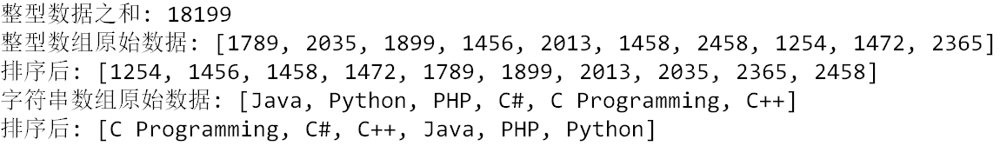 整型数据之和: 18199
整型数组原始数据: [1789, 2035, 1899, 1456, 2013, 1458, 2458, 1254, 1472, 2365]
排序后: [1254, 1456, 1458, 1472, 1789, 1899, 2013, 2035, 2365, 2458]
字符串数组原始数据: [Java, Python, PHP, C#, C Programming, C++]
排序后: [C Programming, C#, C++, Java, PHP, Python]